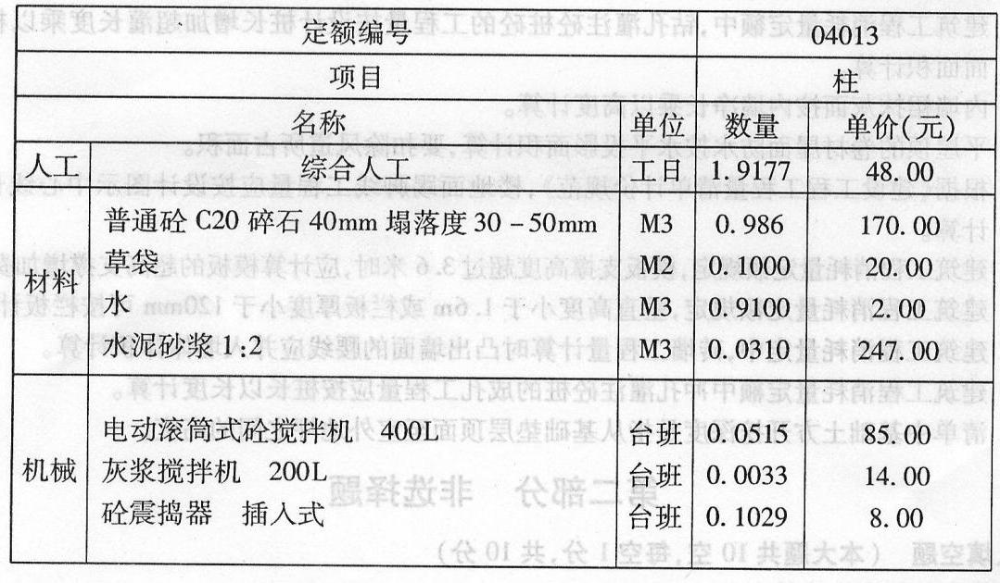 定额编号 04013
项目 柱
名称 单位 数量 单价(元)
人工 综合人工 工日 1.9177 48.00
普通砼 C20 碎石 40mm 塌落度 30-50mm M3 0.986 170.00
草袋 M2 0.1000 20.00
材料
水 M3 0.9100 2.00
水泥砂浆 1:2 M3 0.0310 247.00
电动滚筒式砼搅拌机 400L 台班 0.0515 85.00
机械 灰浆搅拌机 200L 台班 0.0033 14.00
砼震捣器 插入式 台班 0.1029 8.00